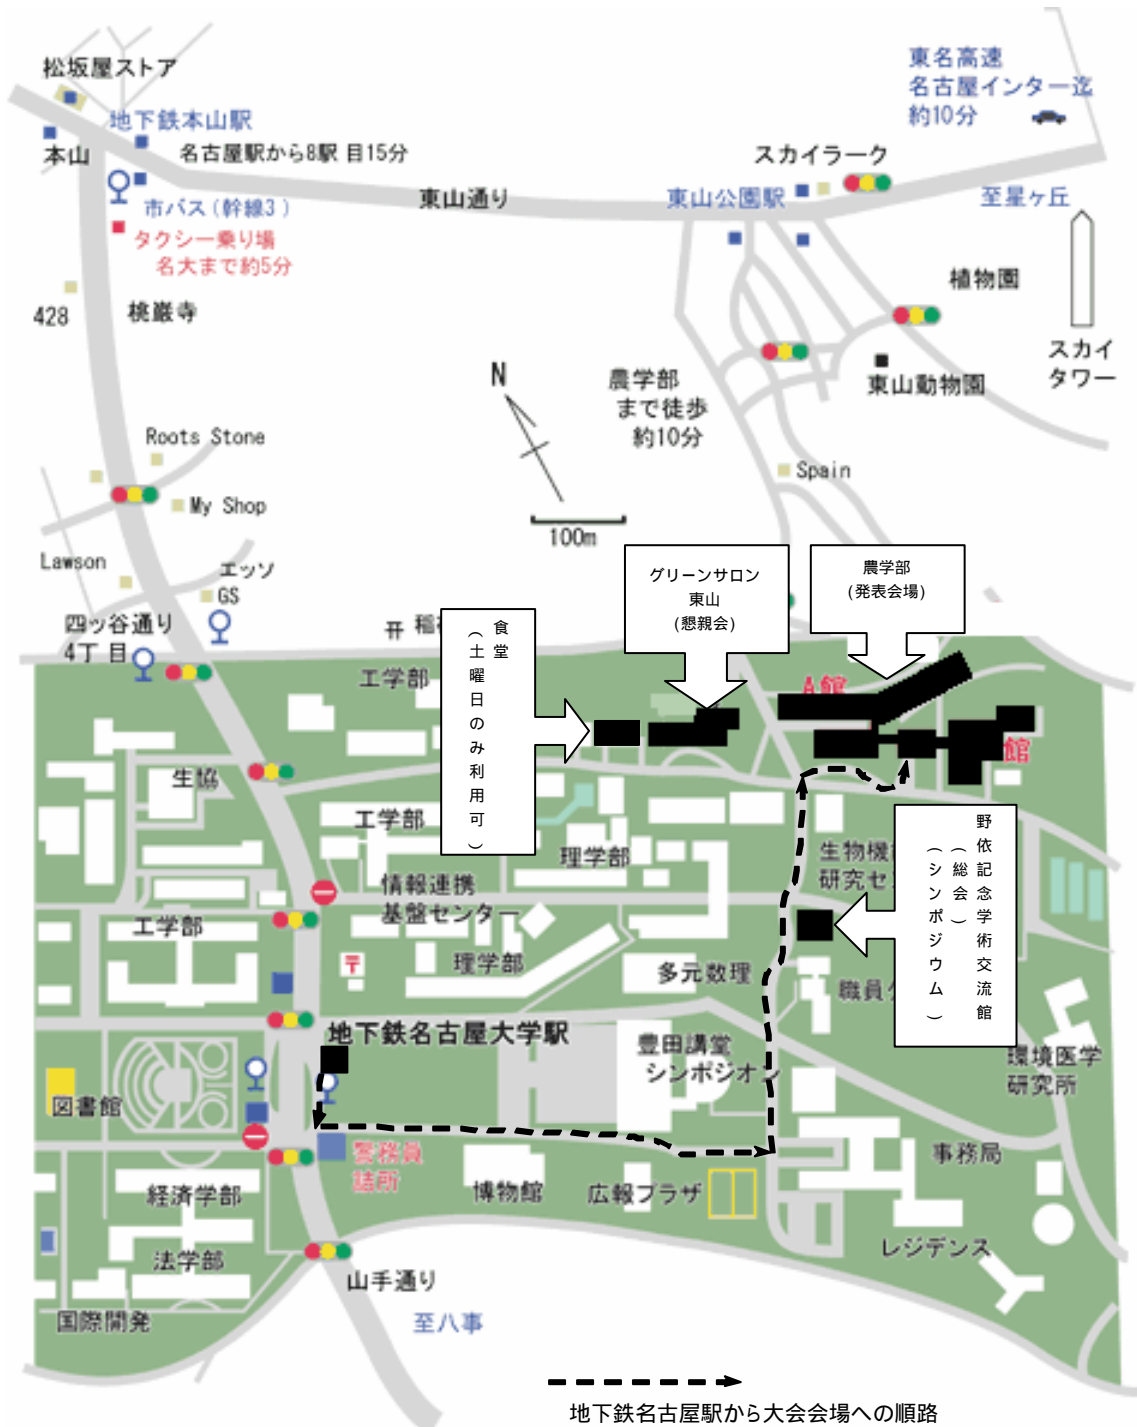 松坂屋ストア
地下鉄本山駅
本山
名古屋駅から8駅 目15分
市バス(幹線3)
タクシー乗り場
名大まで約5分
東山通り
東名高速
名古屋インター迄
約10分
スカイラーク
東山公園駅
至星ヶ丘
植物園
スカイ
タワー
東山動物園
428
桃巌寺
N
農学部
まで徒歩
約10分
Roots Stone
My Shop
Spain
100m
Lawson
エッソ
GS
四ッ谷通り
4丁目
グリーンサロン
東山
(懇親会)
農学部
(発表会場)
食堂
(土曜日のみ利用可)
工学部
A館
館
生協
工学部
理学部
生物機
研究セ
情報連携
基盤センター
工学部
理学部
多元数理
職員
野依記念学術交流館
(総会)
(シンポジウム)
地下鉄名古屋大学駅
豊田講堂
シンポジオン
環境医学
研究所
図書館
警務員
詰所
事務局
経済学部
博物館
広報プラザ
法学部
レジデンス
山手通り
国際開発
至八事
地下鉄名古屋駅から大会会場への順路